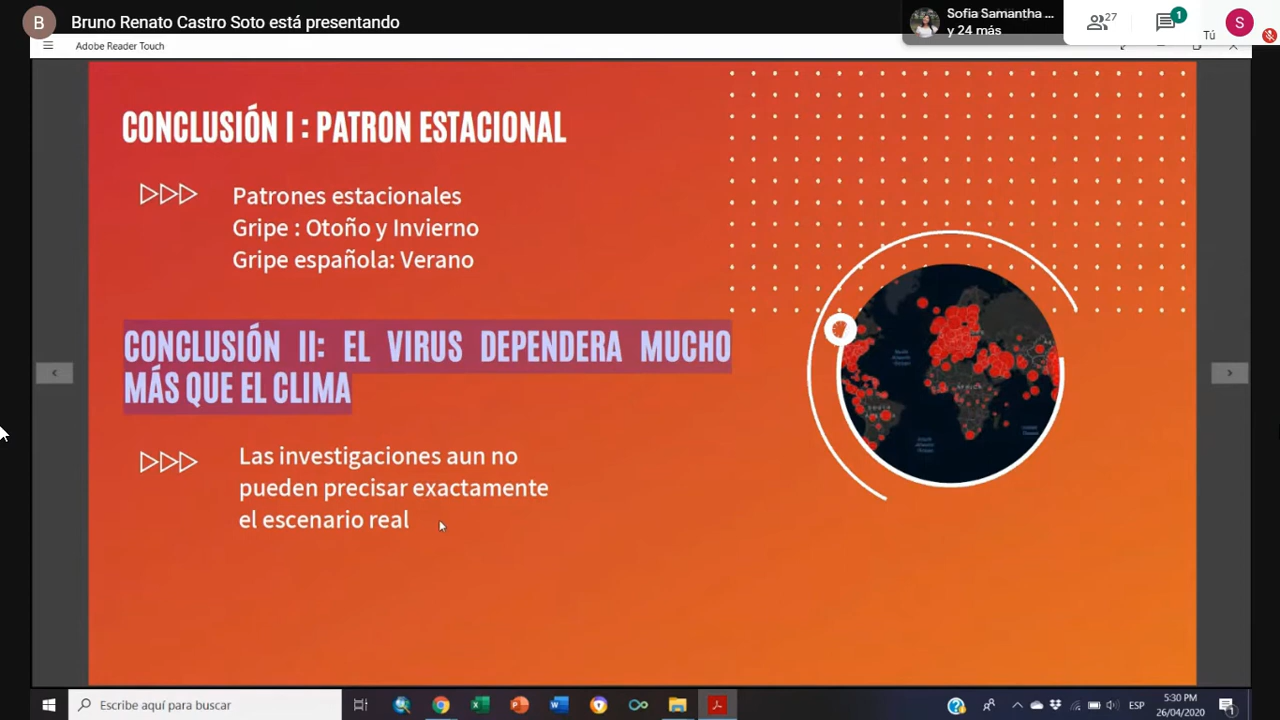 B Bruno Renato Castro Soto está presentando
Sofía Samantha ...
y 24 más
27
1
Tú
S
Adobe Reader Touch
CONCLUSIÓN I : PATRON ESTACIONAL
Patrones estacionales
Gripe : Otoño y Invierno
Gripe española: Verano
CONCLUSIÓN II: EL VIRUS DEPENDERA MUCHO
MÁS QUE EL CLIMA
Las investigaciones aun no
pueden precisar exactamente
el escenario real
AFRICA
Escribe aquí para buscar
ESP
5:30 PM
26/04/2020
1